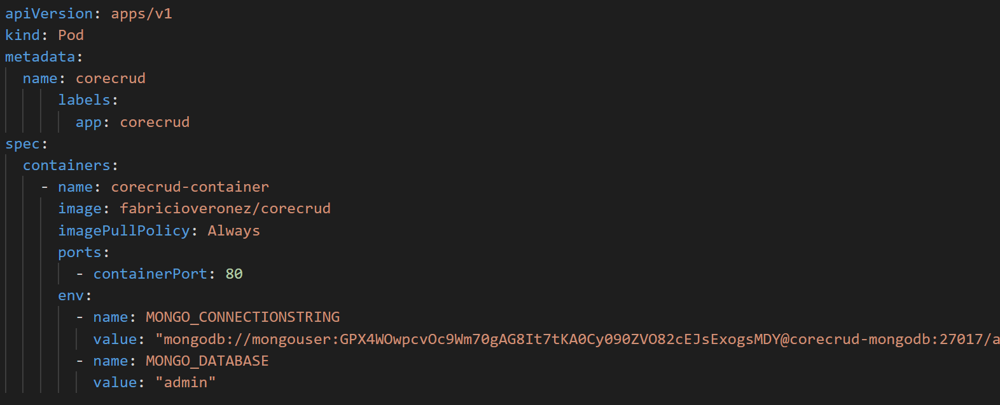 apiVersion: apps/v1
kind: Pod
metadata:
  name: corecrud
      labels:
        app: corecrud
spec:
  containers:
    - name: corecrud-container
      image: fabricioveronez/corecrud
      imagePullPolicy: Always
      ports:
        - containerPort: 80
      env:
        - name: MONGO_CONNECTIONSTRING
          value: "mongodb://mongouser:GPX4WOwpcvOc9Wm70gAG8It7tKA0Cy090ZVO82cEJsExogsMDY@corecrud-mongodb:27017/a
        - name: MONGO_DATABASE
          value: "admin"